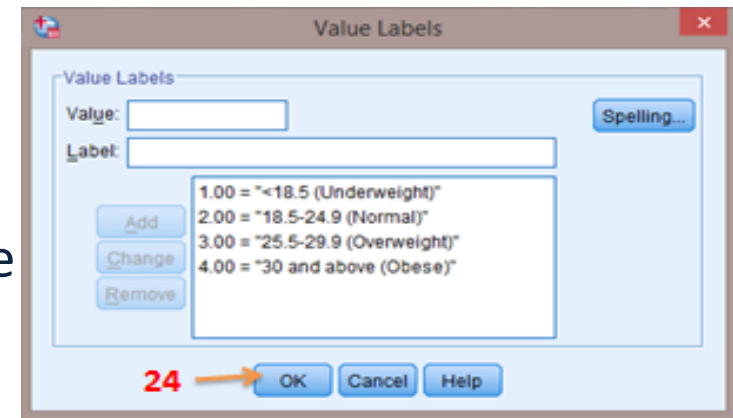 Value Labels
Value Labels
Value:
Spelling...
Label:
1.00 = "<18.5 (Underweight)"
Add
2.00 = "18.5-24.9 (Normal)"
3.00 = "25.5-29.9 (Overweight)"
Change
4.00 = "30 and above (Obese)"
Remove
e
24
OK
Cancel
Help